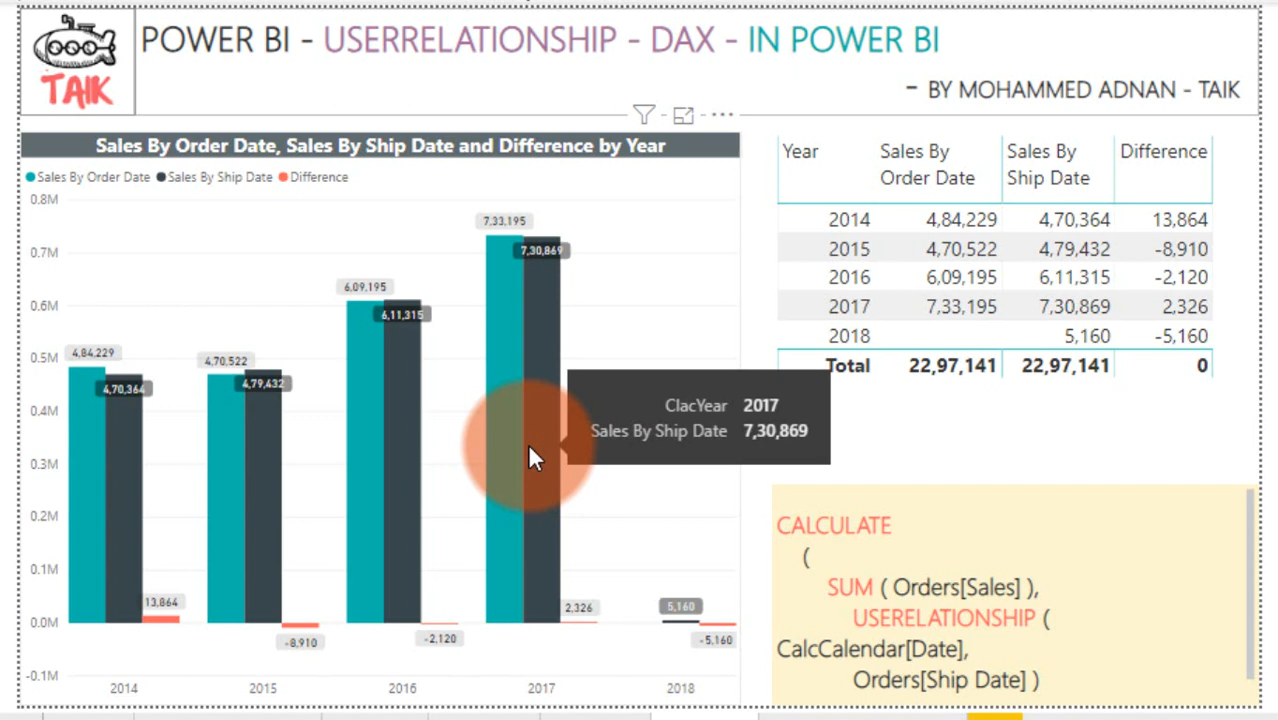 POWER BI - USERRELATIONSHIP - DAX - IN POWER BI
TAIK
- BY MOHAMMED ADNAN - TAIK
Sales By Order Date, Sales By Ship Date and Difference by Year
Sales By Order Date Sales By Ship Date Difference
0.8M
0.7M
0.6M
0.5M
0.4M
0.3M
0.2M
0.1M
0.0M
-0.1M
4,84,229
4,70,364
13,864
4,70,522
4,79,432
-8,910
6,09,195
6,11,315
-2,120
7,33,195
7,30,869
2,326
5,160
-5,160
2014 2015 2016 2017 2018
ClacYear 2017
Sales By Ship Date 7,30,869
Year Sales By Order Date Sales By Ship Date Difference
2014 4,84,229 4,70,364 13,864
2015 4,70,522 4,79,432 -8,910
2016 6,09,195 6,11,315 -2,120
2017 7,33,195 7,30,869 2,326
2018 5,160 -5,160
Total 22,97,141 22,97,141 0
CALCULATE
(
SUM ( Orders[Sales] ),
USERELATIONSHIP (
CalcCalendar[Date],
Orders[Ship Date] )